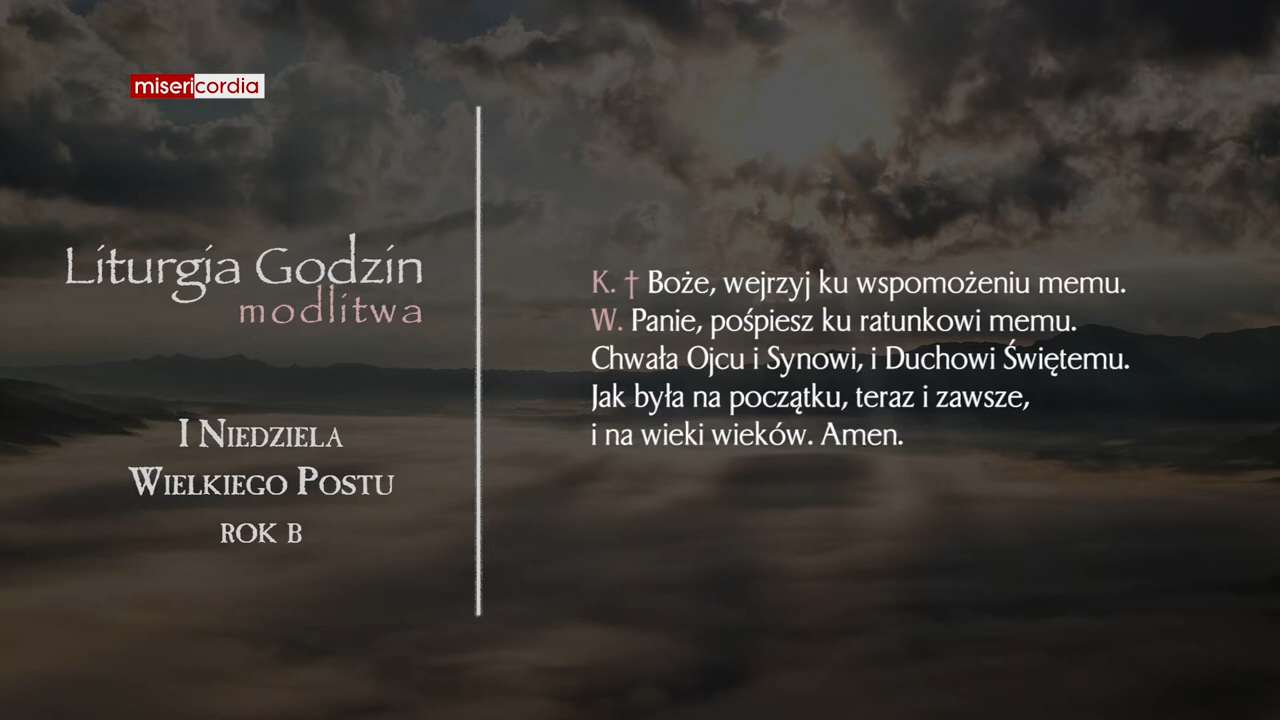 misericordia
Liturgia Godzin
modlitwa
I Niedziela
Wielkiego Postu
rok B
K. † Boże, wejrzyj ku wspomożeniu memu.
W. Panie, pośpiesz ku ratunkowi memu.
Chwała Ojcu i Synowi, i Duchowi Świętemu.
Jak była na początku, teraz i zawsze,
i na wieki wieków. Amen.